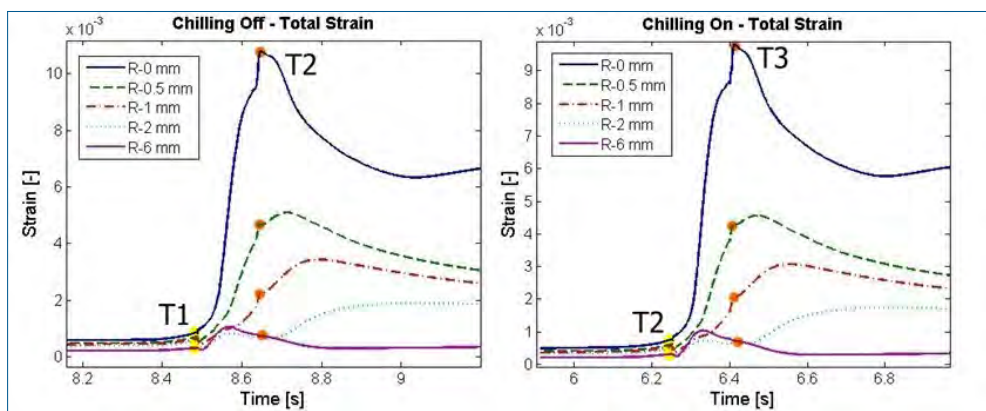 Chilling Off - Total Strain
x 10⁻³
10
8
6
4
2
0
Strain [-]
R-0 mm
R-0.5 mm
R-1 mm
R-2 mm
R-6 mm
T1
T2
8.2 8.4 8.6 8.8 9
Time [s]
Chilling On - Total Strain
x 10⁻³
9
8
7
6
5
4
3
2
1
0
Strain [-]
R-0 mm
R-0.5 mm
R-1 mm
R-2 mm
R-6 mm
T2
T3
6 6.2 6.4 6.6 6.8
Time [s]